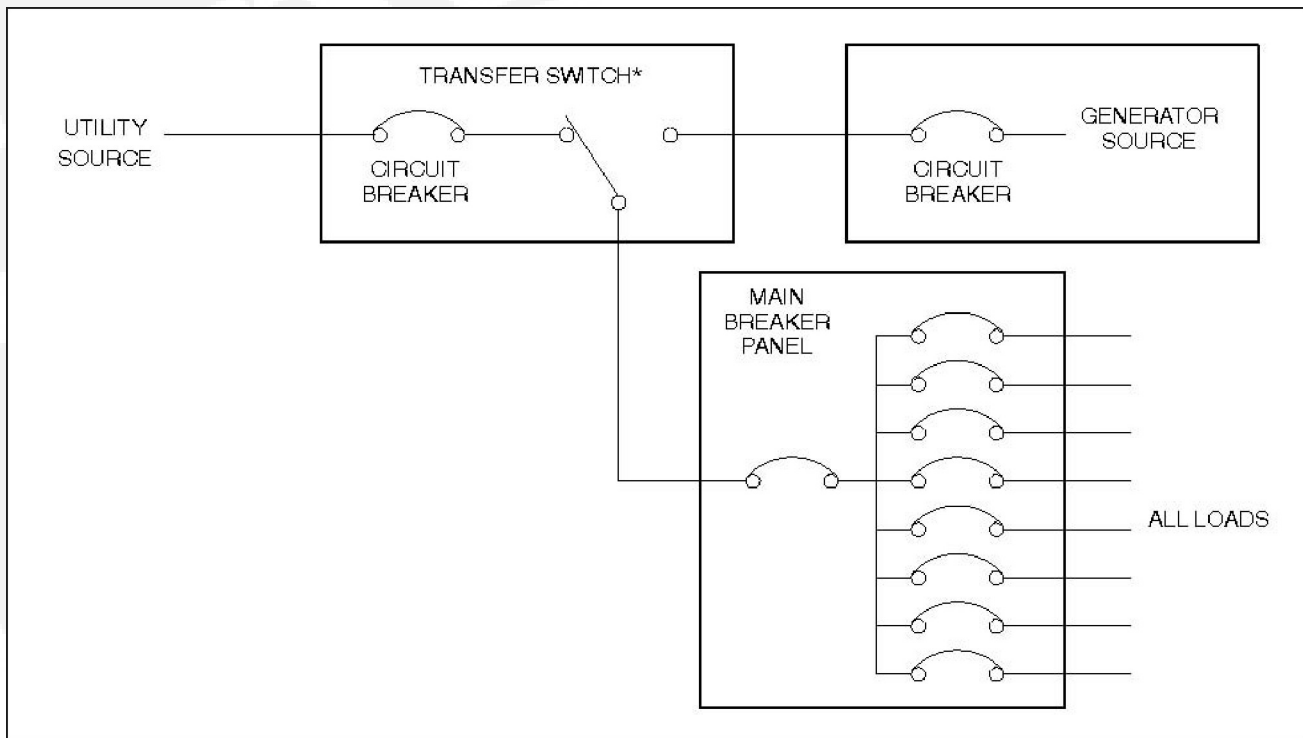 TRANSFER SWITCH*
UTILITY
SOURCE
CIRCUIT
BREAKER
GENERATOR
SOURCE
CIRCUIT
BREAKER
MAIN
BREAKER
PANEL
ALL LOADS